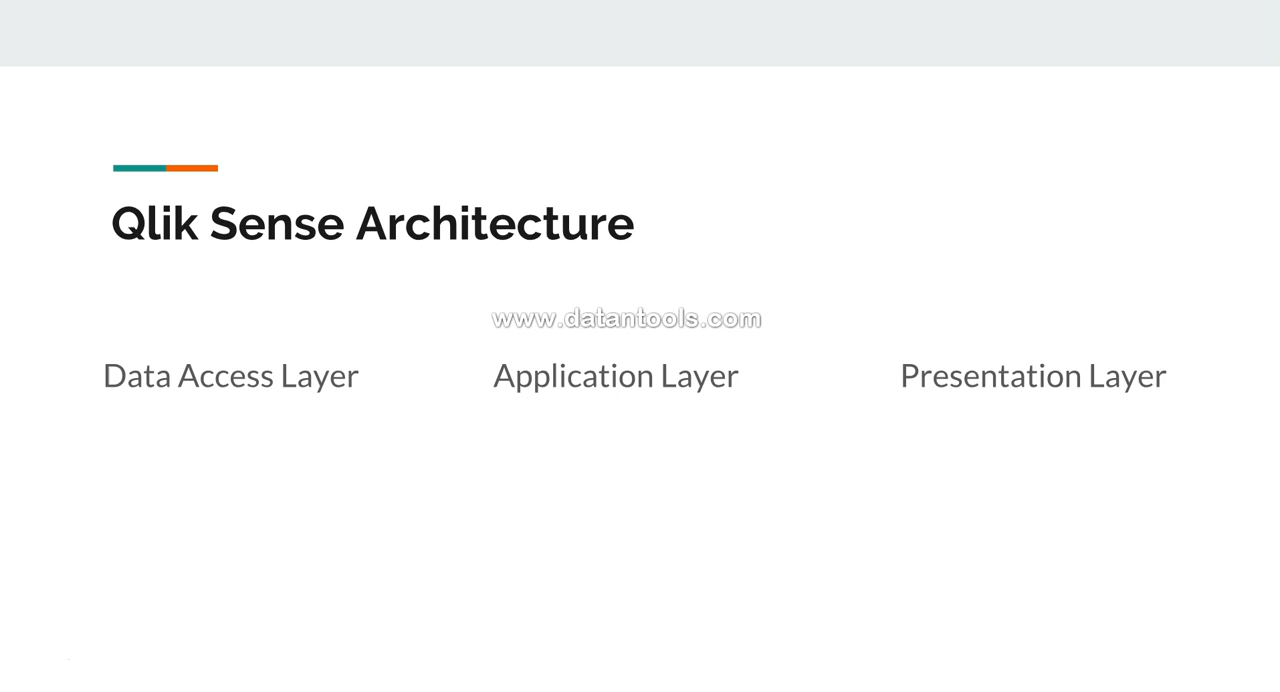 Qlik Sense Architecture
www.datantools.com
Data Access Layer
Application Layer
Presentation Layer